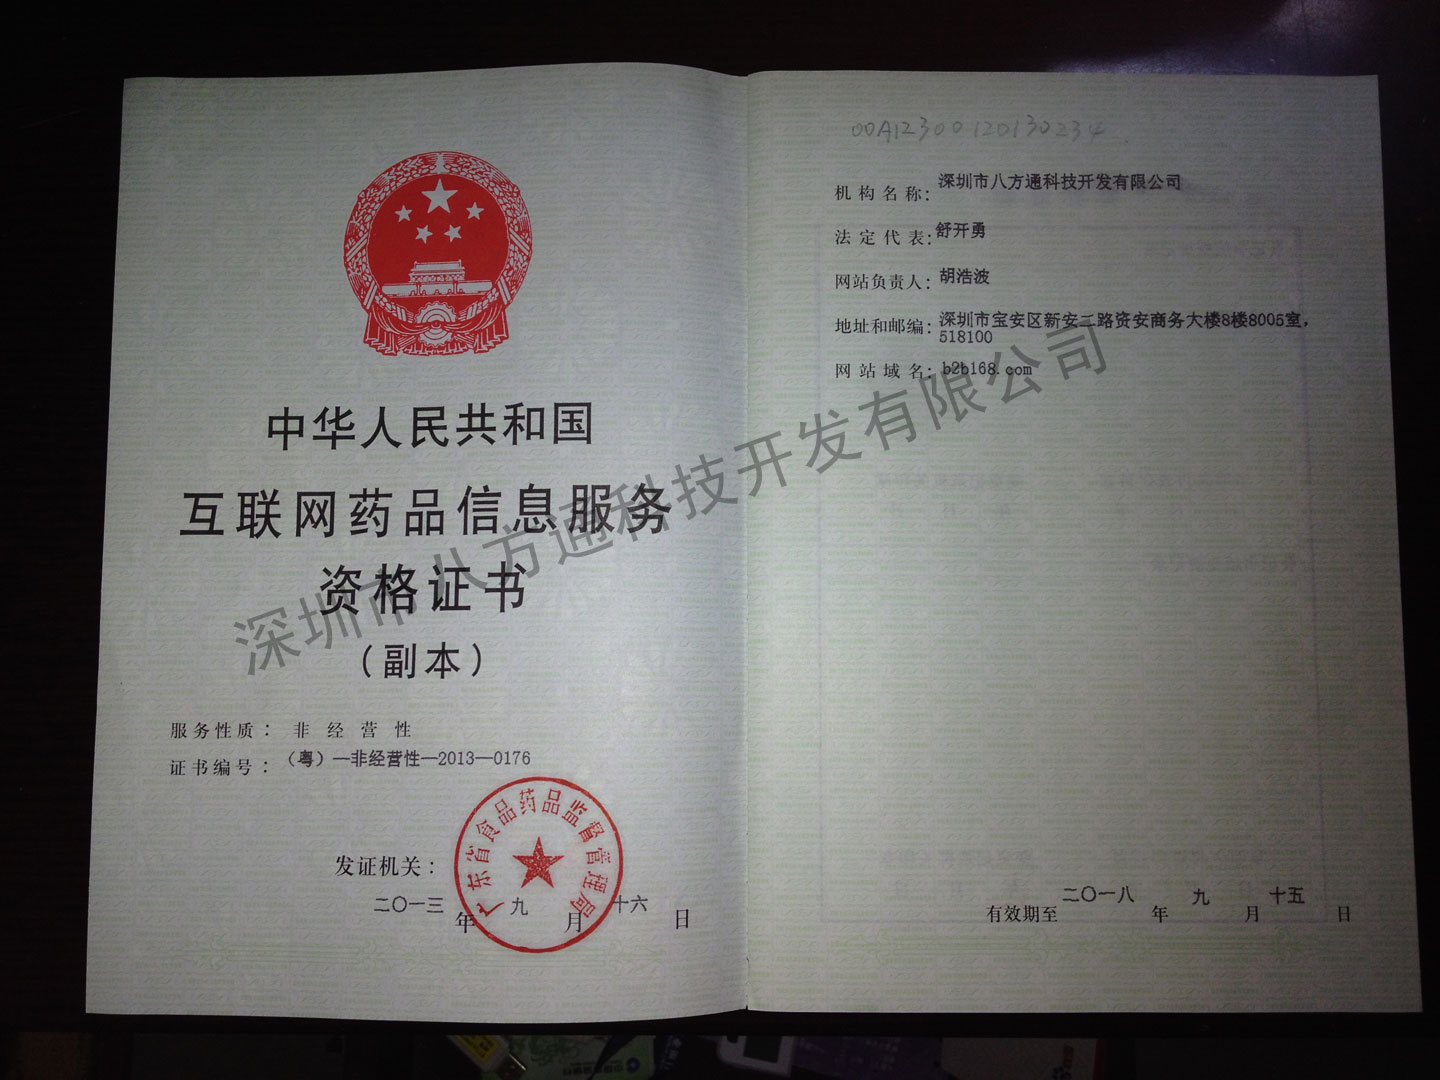 中华人民共和国
互联网药品信息服务
资格证书
（副本）
服务性质：非经营性
证书编号：（粤）—非经营性—2013—0176
发证机关：
广东省食品药品监督管理局
二〇一三年九月十六日
00A12300120130234
机构名称：深圳市八方通科技开发有限公司
法定代表：舒开勇
网站负责人：胡浩波
地址和邮编：深圳市宝安区新安二路资安商务大楼8楼8005室，
518100
网站域名：b2b168.com
有效期至二〇一八年九月十五日
深圳市八方通科技开发有限公司